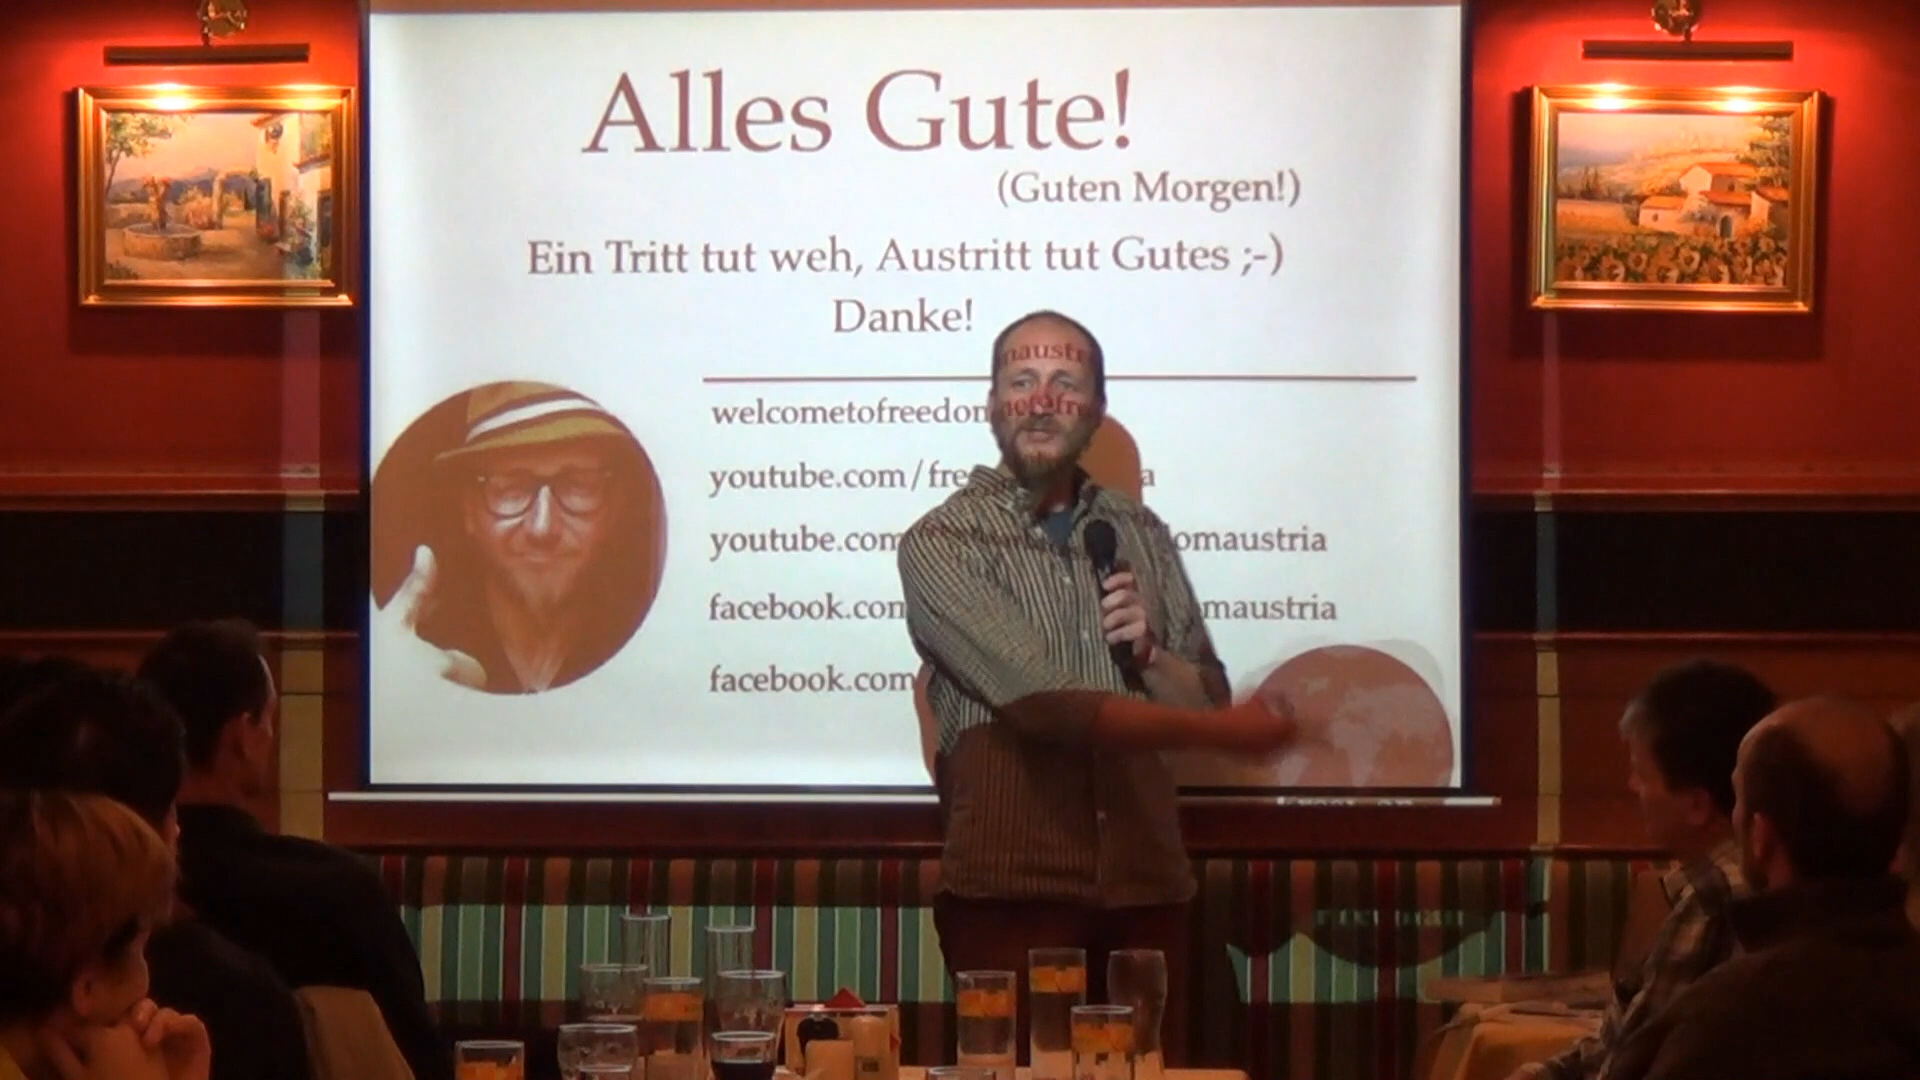 Alles Gute!
(Guten Morgen!)
Ein Tritt tut weh, Austritt tut Gutes ;-)
Danke!
welcometofreedom
youtube.com/fre a
youtube.com omaustria
facebook.com maustria
facebook.com